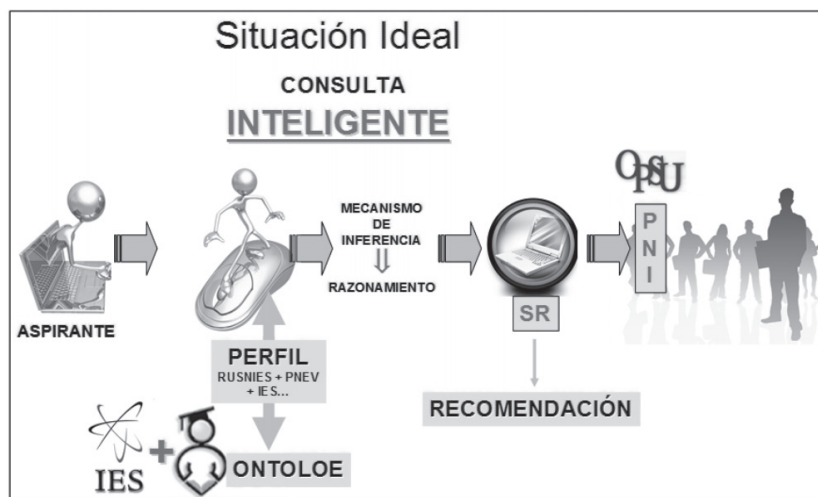 Situación Ideal
CONSULTA
INTELIGENTE
ASPIRANTE
MECANISMO
DE
INFERENCIA
RAZONAMIENTO
SR
OPSU
P
N
I
PERFIL
RUSNIES + PNEV
+ IES...
RECOMENDACIÓN
IES
+
ONTOLOE